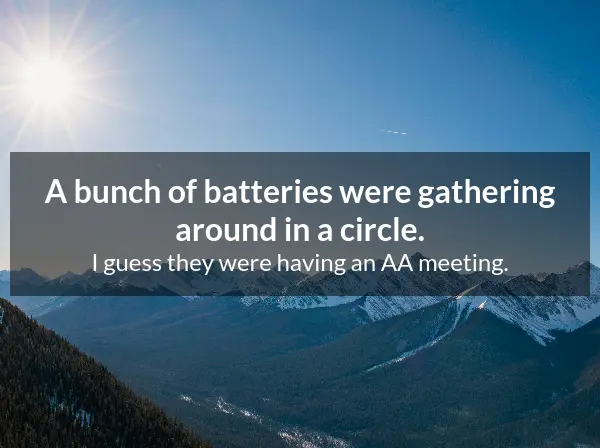 A bunch of batteries were gathering
around in a circle.
I guess they were having an AA meeting.